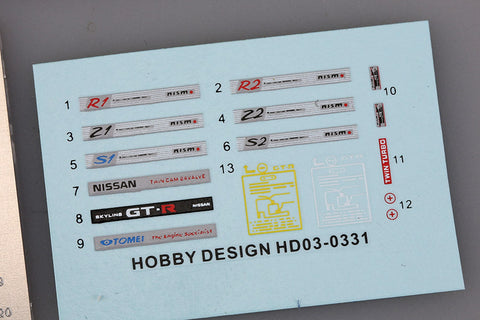 1 R1 nismo
2 R2 nismo
10
3 Z1 nismo
4 Z2 nismo
5 S1 nismo
6 S2 nismo
11 TWIN TURBO
7 NISSAN TWIN CAM 24VALVE
13
8 SKYLINE GT-R NISSAN
12
9 TOMEI The Engine Specialist
HOBBY DESIGN HD03-0331